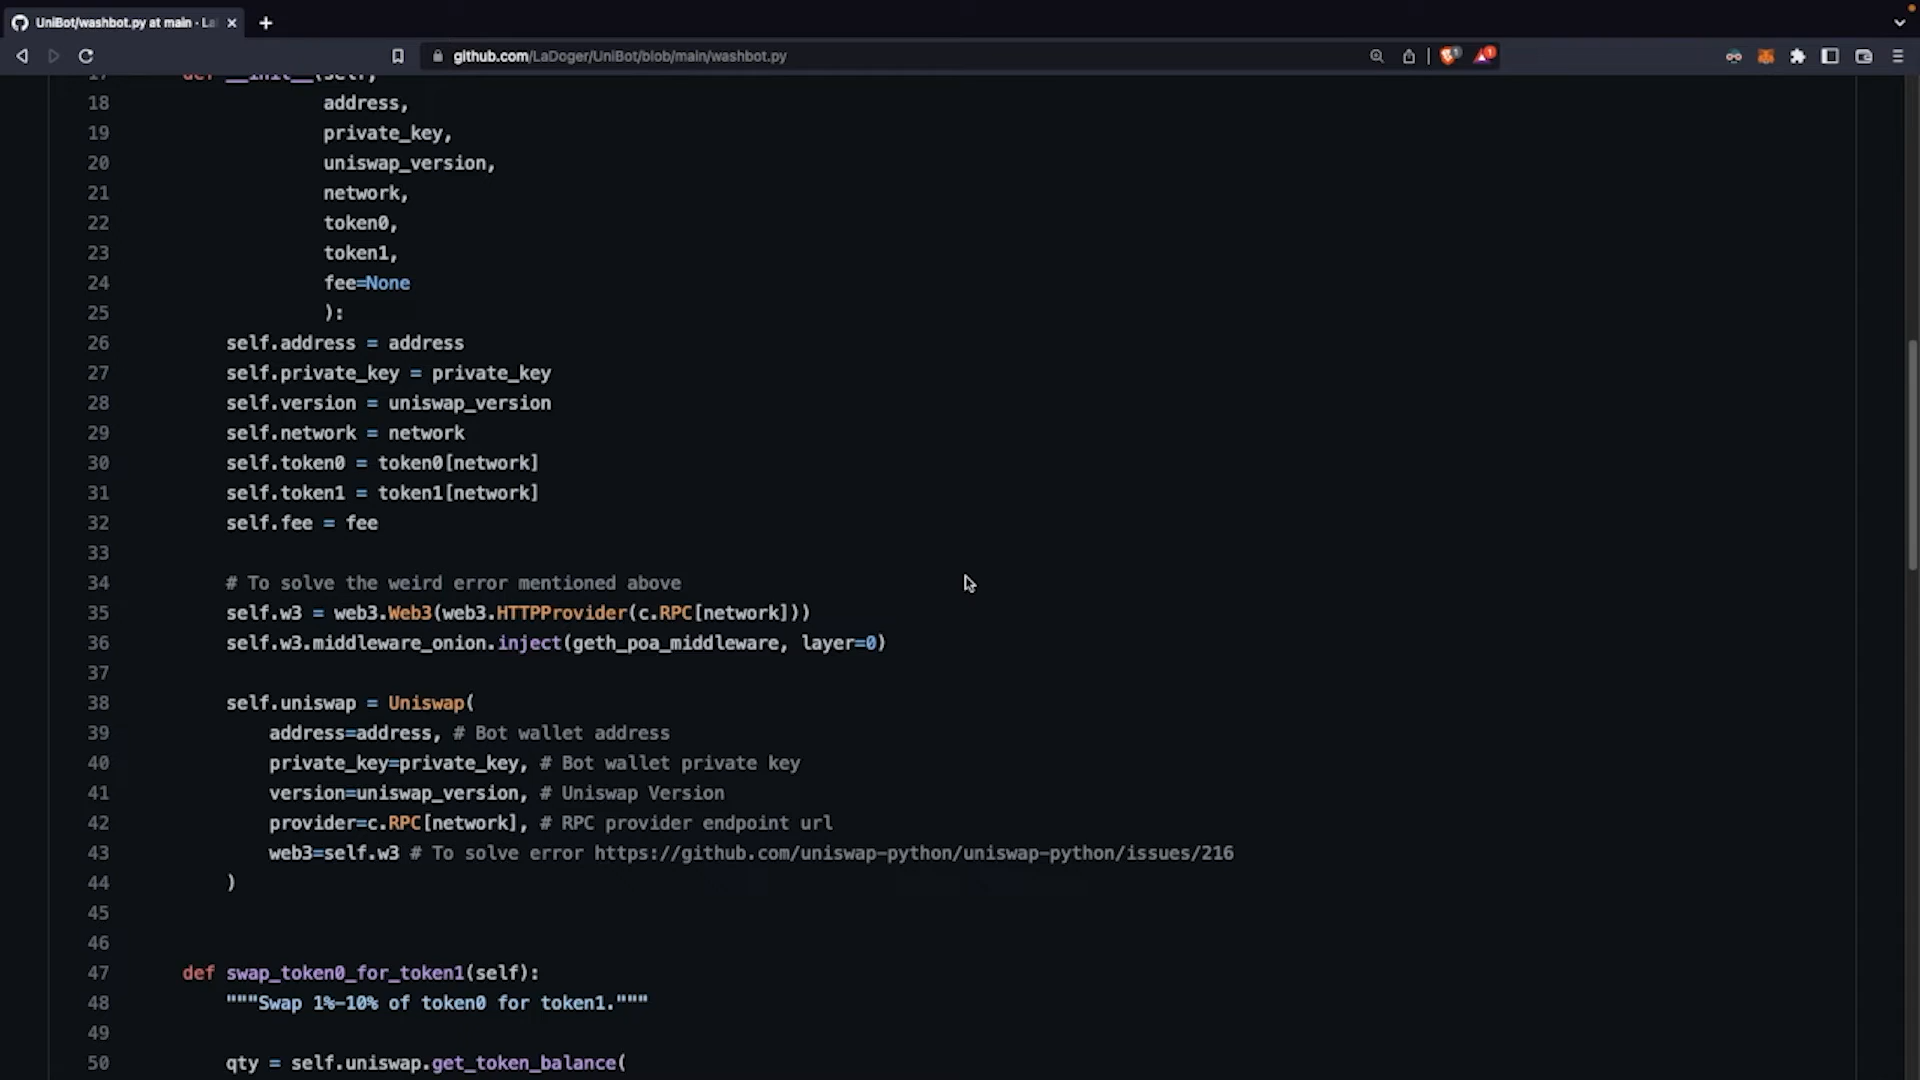 UniBot/washbot.py at main · La
github.com/LaDoger/UniBot/blob/main/washbot.py
17 def __init__(self,
18 address,
19 private_key,
20 uniswap_version,
21 network,
22 token0,
23 token1,
24 fee=None
25 ):
26 self.address = address
27 self.private_key = private_key
28 self.version = uniswap_version
29 self.network = network
30 self.token0 = token0[network]
31 self.token1 = token1[network]
32 self.fee = fee
33
34 # To solve the weird error mentioned above
35 self.w3 = web3.Web3(web3.HTTPProvider(c.RPC[network]))
36 self.w3.middleware_onion.inject(geth_poa_middleware, layer=0)
37
38 self.uniswap = Uniswap(
39 address=address, # Bot wallet address
40 private_key=private_key, # Bot wallet private key
41 version=uniswap_version, # Uniswap Version
42 provider=c.RPC[network], # RPC provider endpoint url
43 web3=self.w3 # To solve error https://github.com/uniswap-python/uniswap-python/issues/216
44 )
45
46
47 def swap_token0_for_token1(self):
48 """Swap 1%-10% of token0 for token1."""
49
50 qty = self.uniswap.get_token_balance(